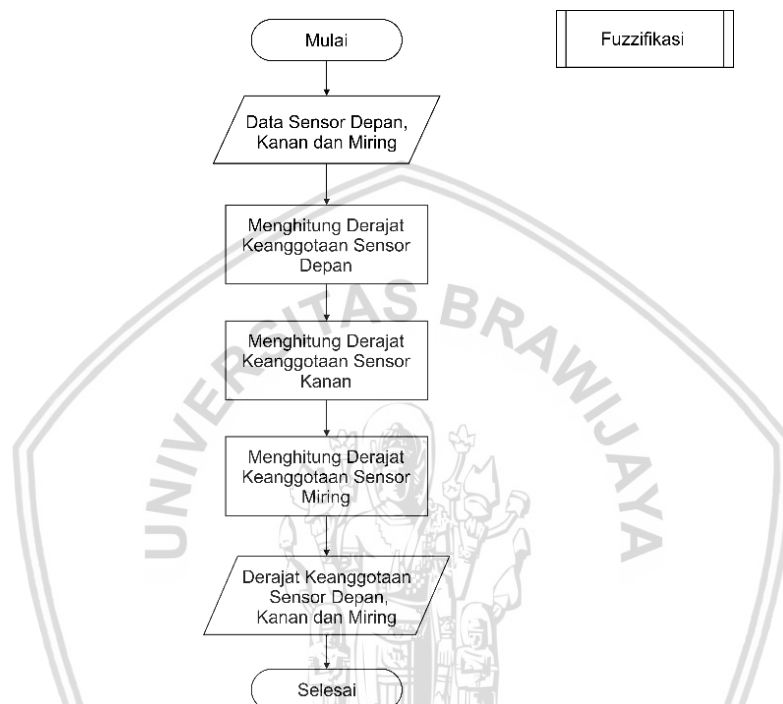 Mulai
Fuzzifikasi
Data Sensor Depan,
Kanan dan Miring
Menghitung Derajat
Keanggotaan Sensor
Depan
UNIVERSITAS BRAWIJAYA
Menghitung Derajat
Keanggotaan Sensor
Kanan
Menghitung Derajat
Keanggotaan Sensor
Miring
Derajat Keanggotaan
Sensor Depan,
Kanan dan Miring
Selesai